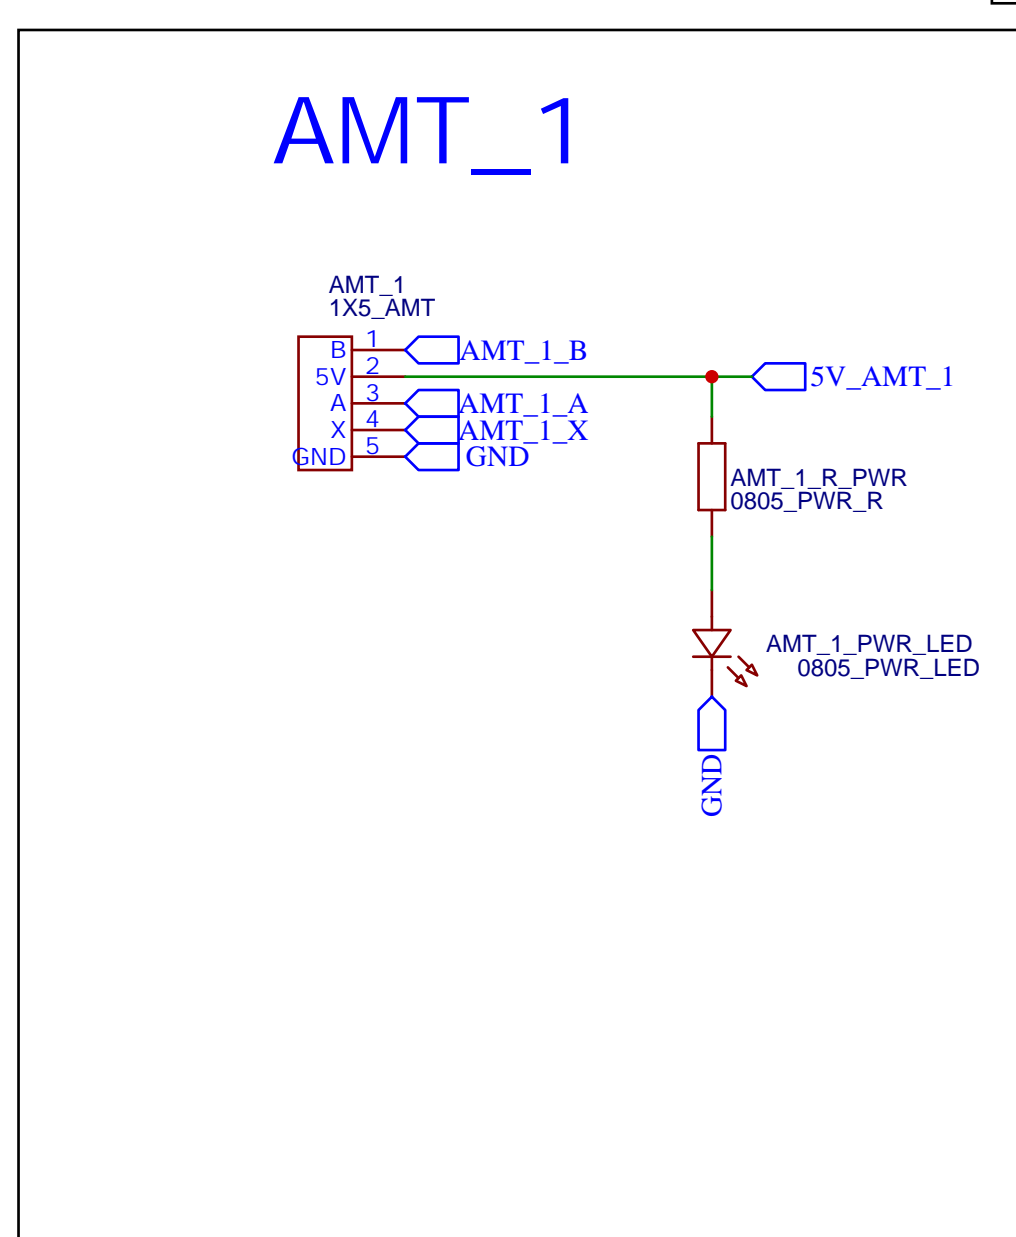 AMT_1
AMT_1
1X5_AMT
B 1 AMT_1_B
5V 2 5V_AMT_1
A 3 AMT_1_A
X 4 AMT_1_X
GND 5 GND
AMT_1_R_PWR
0805_PWR_R
AMT_1_PWR_LED
0805_PWR_LED
GND